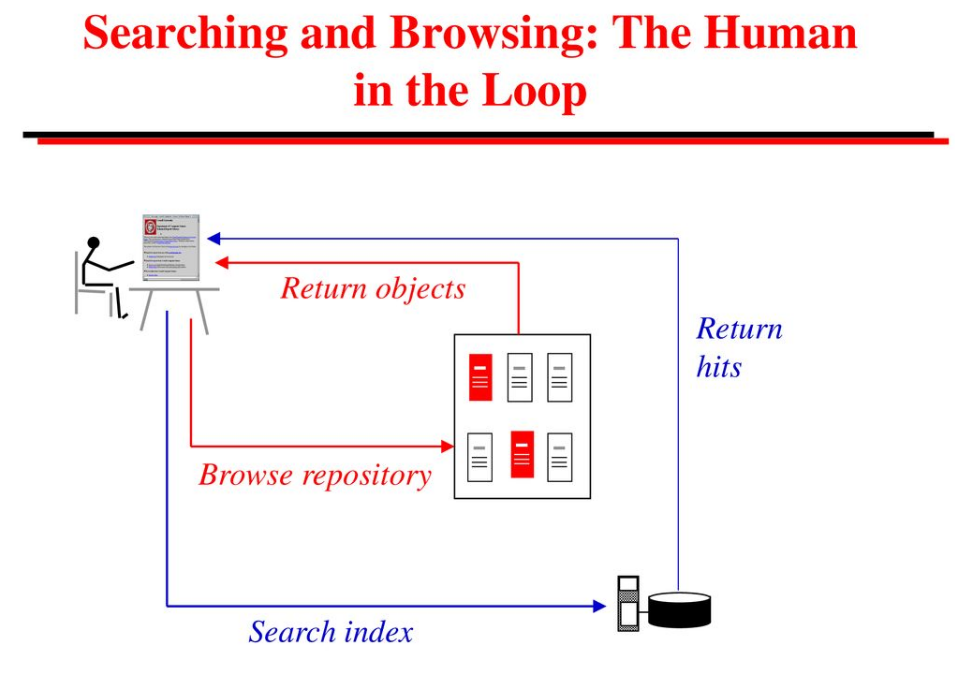 Searching and Browsing: The Human
in the Loop
Return objects
Return
hits
Browse repository
Search index